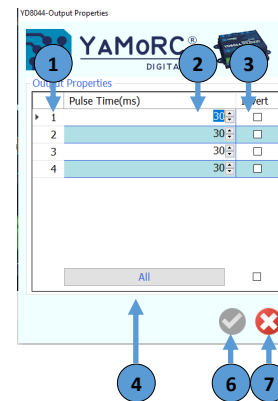 YD8044-Output Properties
YAMORC®
DIGITA
1
2
3
Output Properties
Pulse Time(ms) Invert
1 30
2 30
3 30
4 30
All
4
6
7